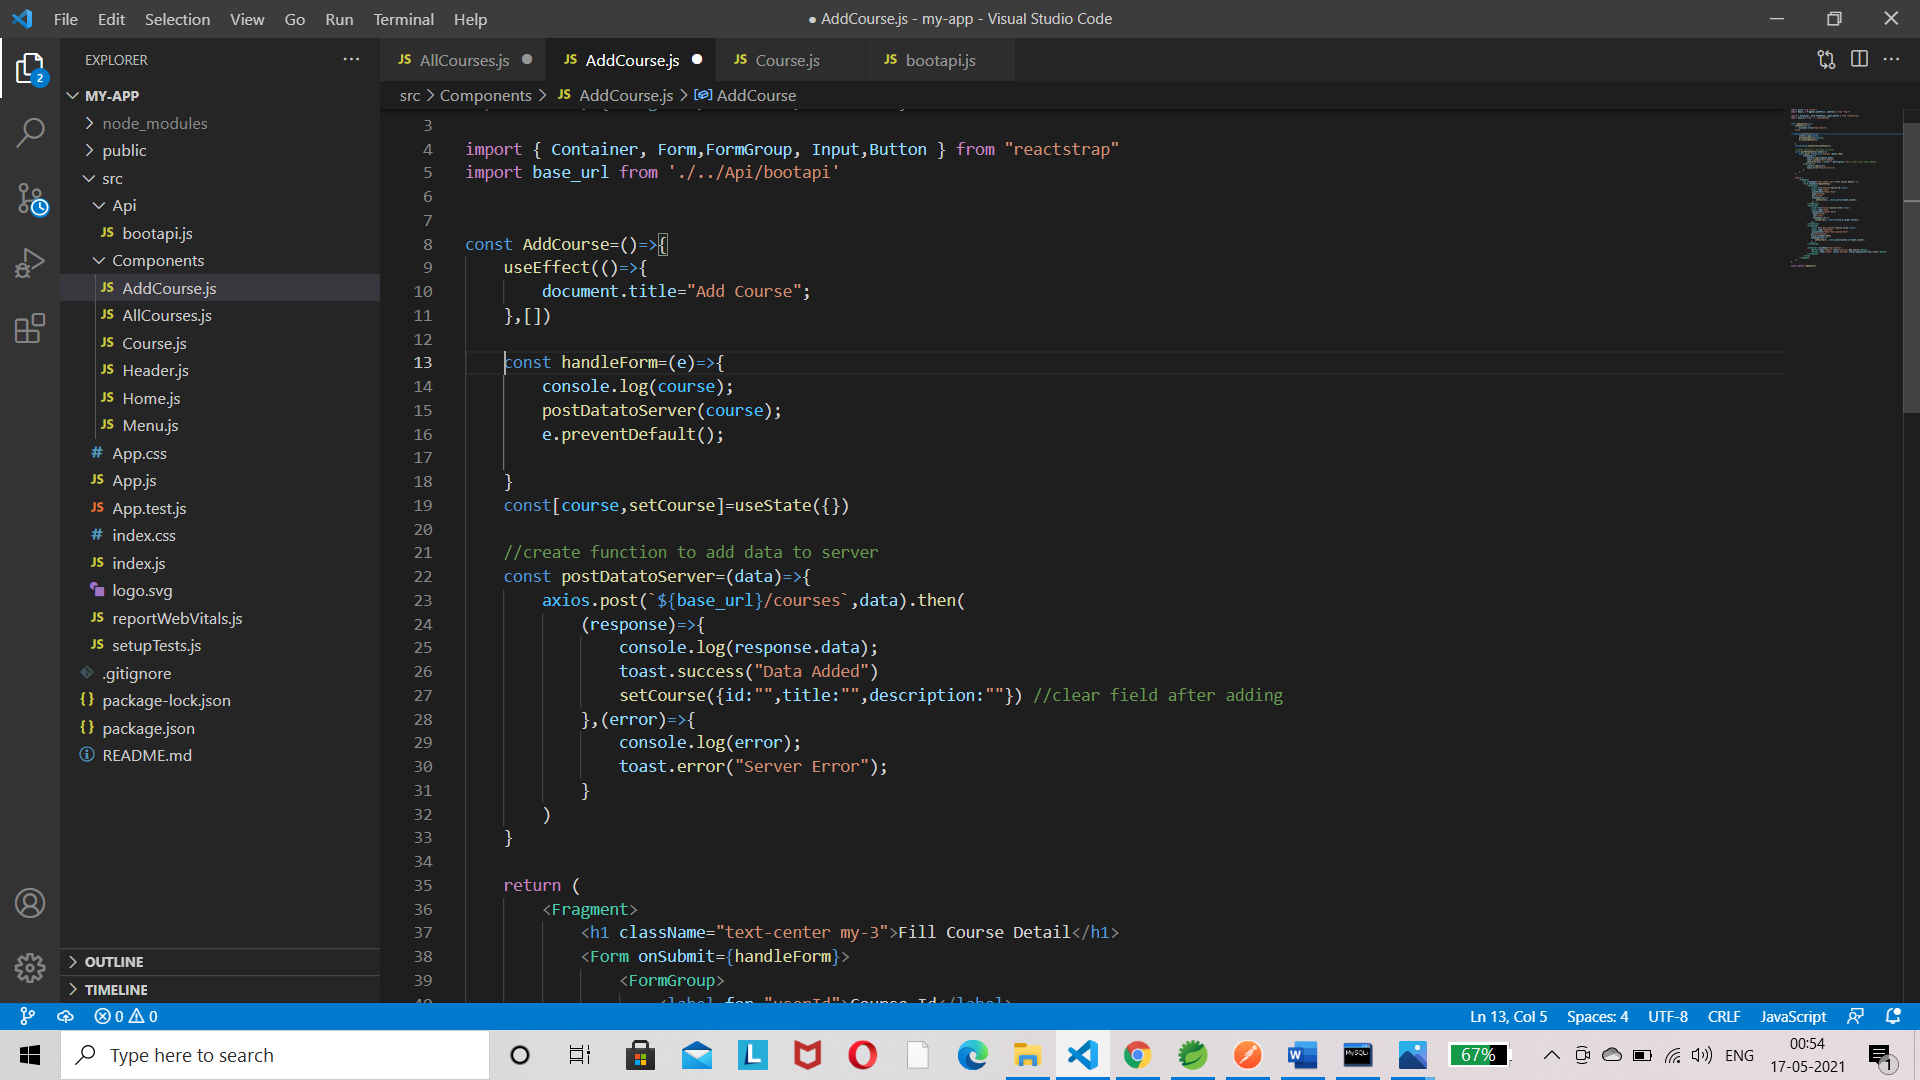 File Edit Selection View Go Run Terminal Help
● AddCourse.js - my-app - Visual Studio Code
EXPLORER
MY-APP
node_modules
public
src
Api
JS bootapi.js
Components
JS AddCourse.js
JS AllCourses.js
JS Course.js
JS Header.js
JS Home.js
JS Menu.js
# App.css
JS App.js
JS App.test.js
# index.css
JS index.js
logo.svg
JS reportWebVitals.js
JS setupTests.js
.gitignore
{} package-lock.json
{} package.json
README.md
OUTLINE
TIMELINE
2
JS AllCourses.js ● JS AddCourse.js ● JS Course.js JS bootapi.js
src > Components > JS AddCourse.js > AddCourse
3
4 import { Container, Form,FormGroup, Input,Button } from "reactstrap"
5 import base_url from './../Api/bootapi'
6
7
8 const AddCourse=()=>{
9 useEffect(()=>{
10 document.title="Add Course";
11 },[])
12
13 const handleForm=(e)=>{
14 console.log(course);
15 postDatatoServer(course);
16 e.preventDefault();
17
18 }
19 const[course,setCourse]=useState({})
20
21 //create function to add data to server
22 const postDatatoServer=(data)=>{
23 axios.post(`${base_url}/courses`,data).then(
24 (response)=>{
25 console.log(response.data);
26 toast.success("Data Added")
27 setCourse({id:"",title:"",description:""}) //clear field after adding
28 },(error)=>{
29 console.log(error);
30 toast.error("Server Error");
31 }
32 )
33 }
34
35 return (
36 <Fragment>
37 <h1 className="text-center my-3">Fill Course Detail</h1>
38 <Form onSubmit={handleForm}>
39 <FormGroup>
0 0
Ln 13, Col 5 Spaces: 4 UTF-8 CRLF JavaScript
Type here to search
L
W
MySQL
67%
ENG
00:54
17-05-2021
1